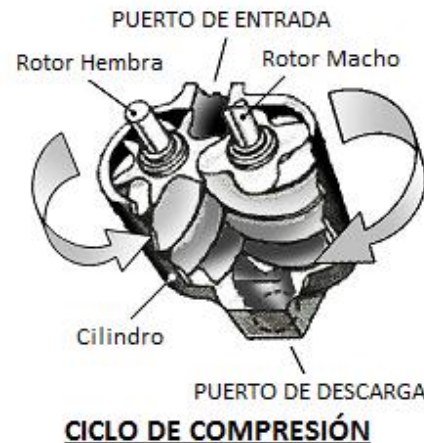 PUERTO DE ENTRADA
Rotor Hembra
Rotor Macho
Cilindro
PUERTO DE DESCARGA
CICLO DE COMPRESIÓN